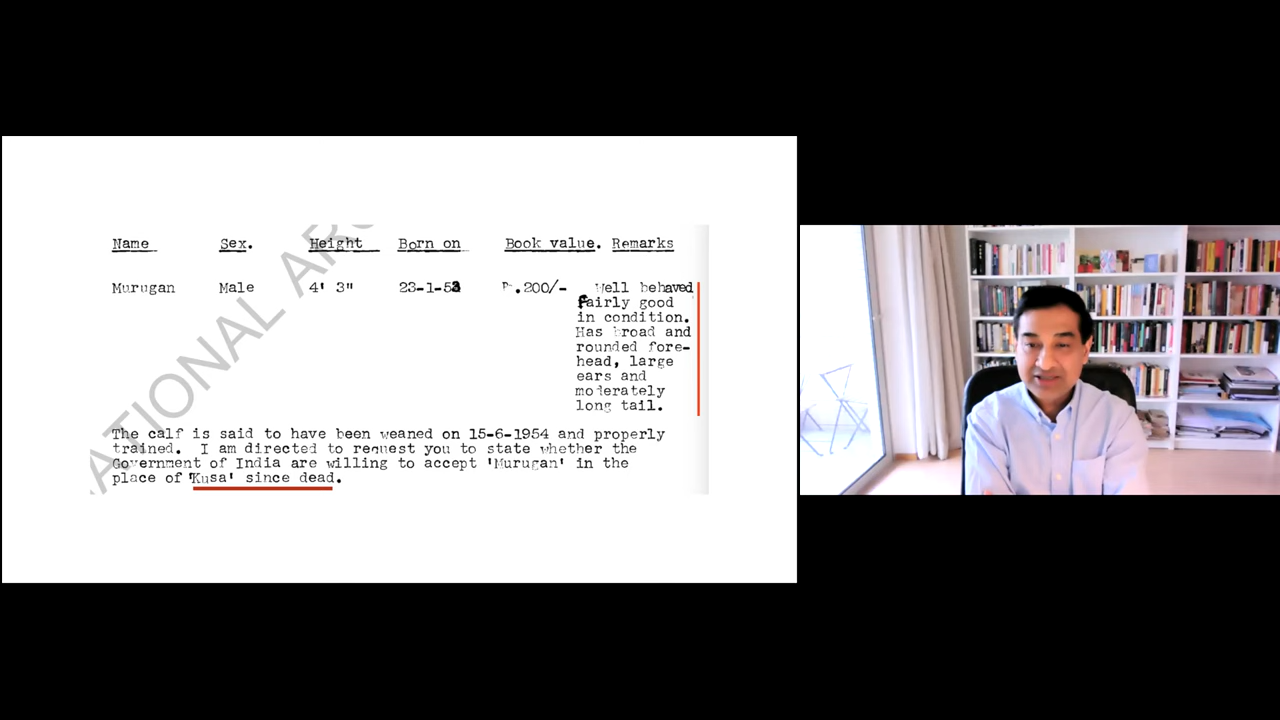 Name Sex. Height Born on Book value. Remarks
Murugan Male 4' 3" 23-1-53 .200/- Well behaved
fairly good
in condition.
Has broad and
rounded fore-
head, large
ears and
moderately
long tail.
The calf is said to have been weaned on 15-6-1954 and properly
trained. I am directed to request you to state whether the
Government of India are willing to accept 'Murugan' in the
place of 'Kusa' since dead.